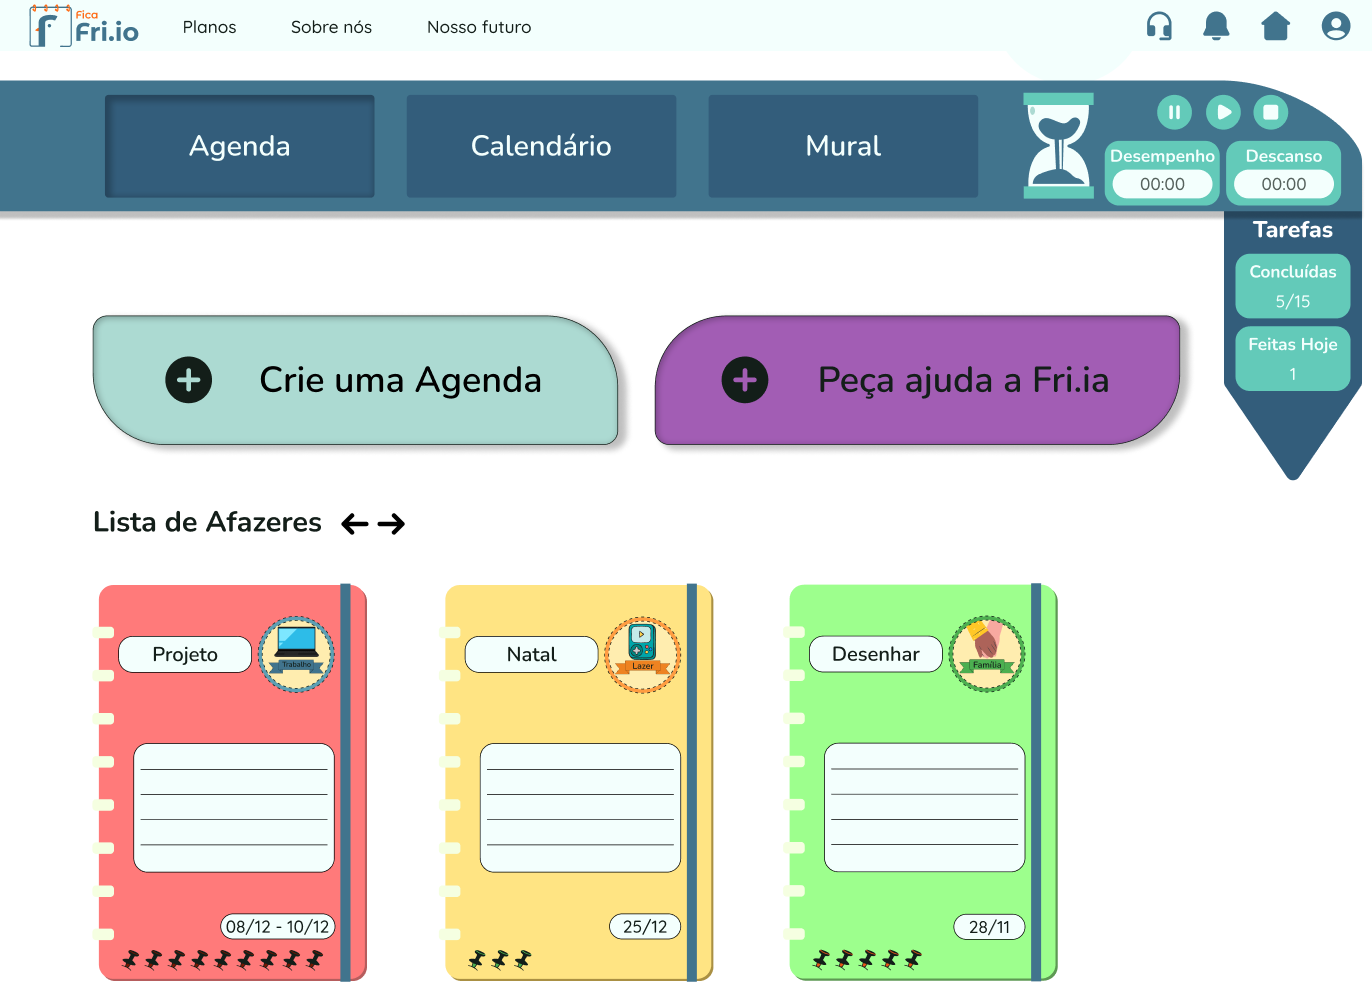 Fica
Fri.io
Planos
Sobre nós
Nosso futuro
Agenda
Calendário
Mural
Desempenho
00:00
Descanso
00:00
Tarefas
Concluídas
5/15
Feitas Hoje
1
Crie uma Agenda
Peça ajuda a Fri.ia
Lista de Afazeres
Projeto
Trabalho
08/12 - 10/12
Natal
Lazer
25/12
Desenhar
Família
28/11